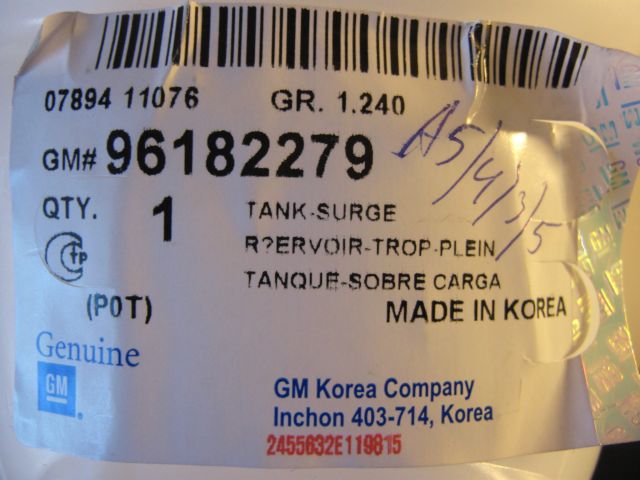 07894 11076 GR. 1.240
GM# 96182279
A5/4/3/5
QTY. 1 TANK-SURGE
R?ERVOIR-TROP-PLEIN
TANQUE-SOBRE CARGA
(P0T) MADE IN KOREA
Genuine
GM
GM Korea Company
Inchon 403-714, Korea
2455632E119815